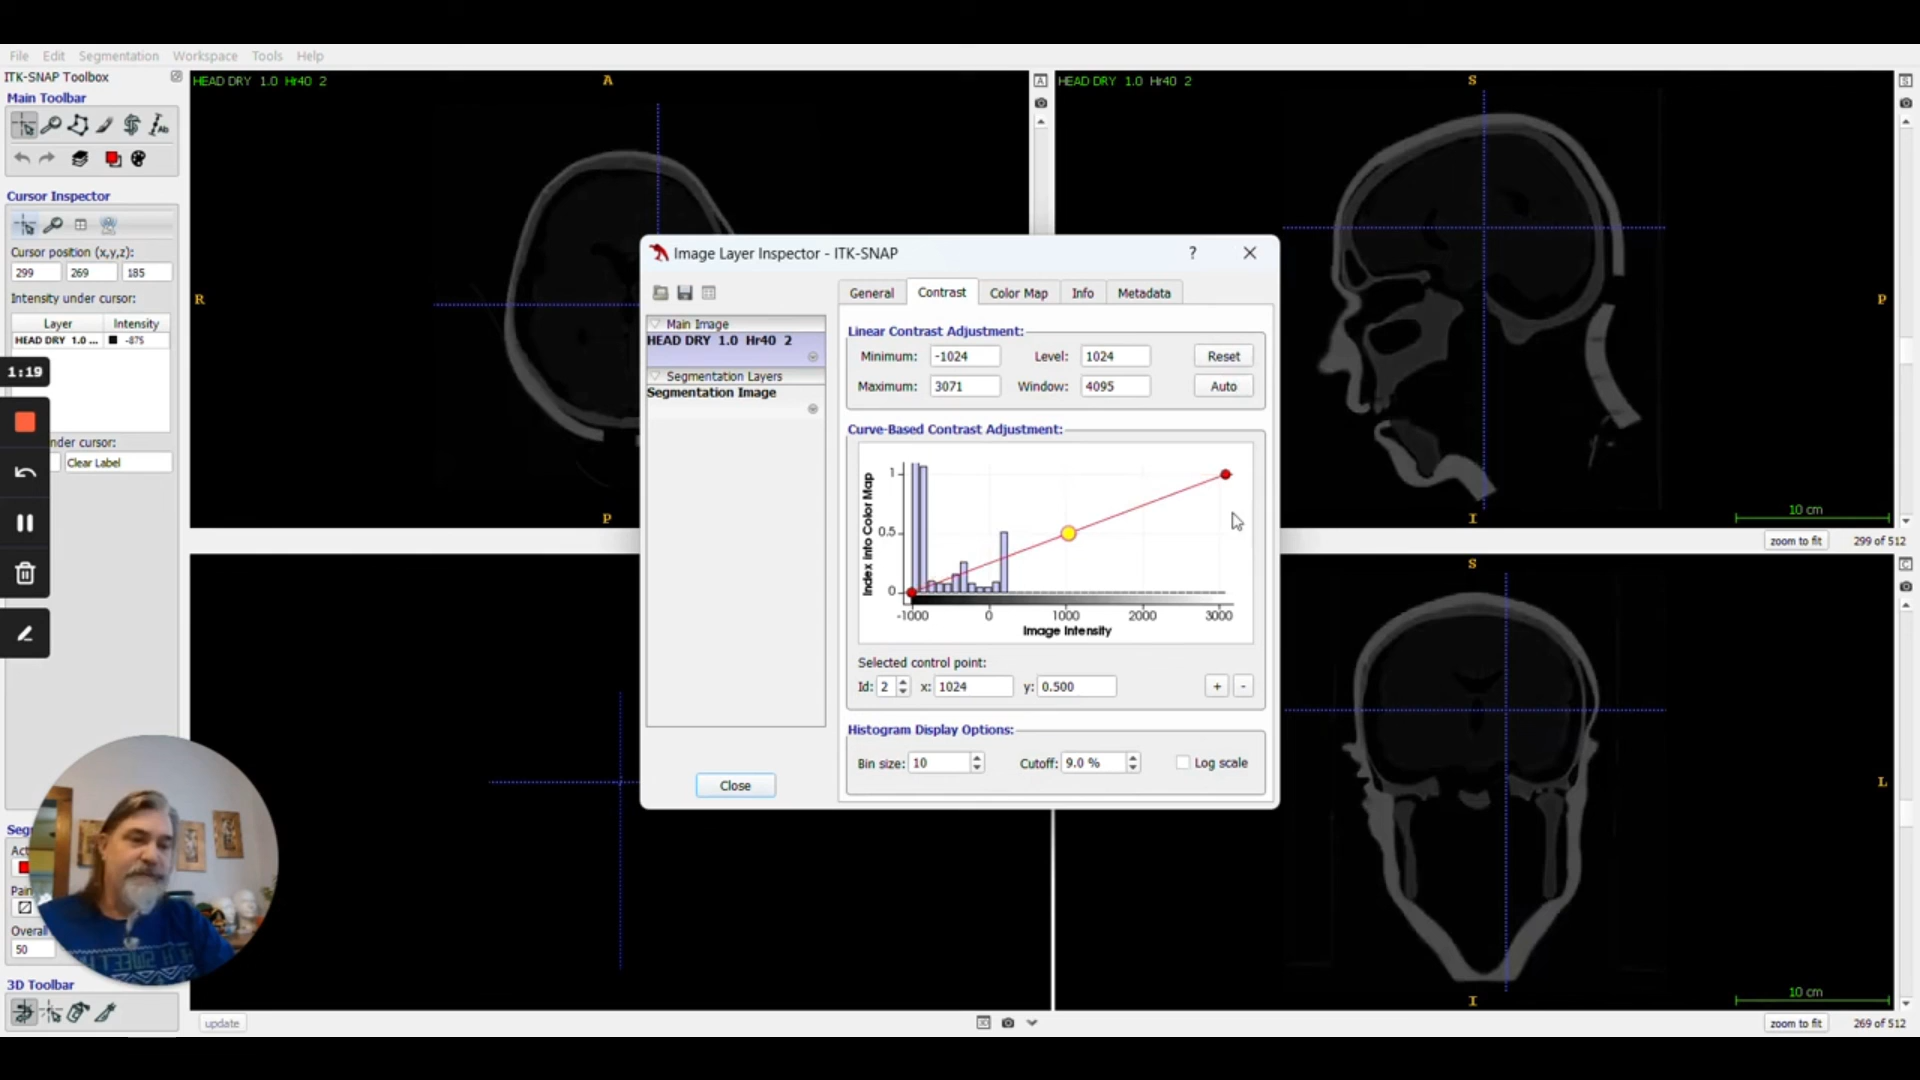 File Edit Segmentation Workspace Tools Help
ITK-SNAP Toolbox
Main Toolbar
Cursor Inspector
Cursor position (x,y,z):
299 269 185
Intensity under cursor:
Layer Intensity
HEAD DRY 1.0 ... -875
1:19
nder cursor:
Clear Label
Seg
Act
Pain
Overal
50
3D Toolbar
HEAD DRY 1.0 Hr40 2
A
R
P
HEAD DRY 1.0 Hr40 2
S
P
I
10 cm
zoom to fit 299 of 512
Image Layer Inspector - ITK-SNAP ?
Main Image
HEAD DRY 1.0 Hr40 2
Segmentation Layers
Segmentation Image
Close
General Contrast Color Map Info Metadata
Linear Contrast Adjustment:
Minimum: -1024 Level: 1024 Reset
Maximum: 3071 Window: 4095 Auto
Curve-Based Contrast Adjustment:
Index into Color Map
1
0.5
0
-1000 0 1000 2000 3000
Image Intensity
Selected control point:
Id: 2 x: 1024 y: 0.500 + -
Histogram Display Options:
Bin size: 10 Cutoff: 9.0 % Log scale
update
S
L
I
10 cm
zoom to fit 269 of 512